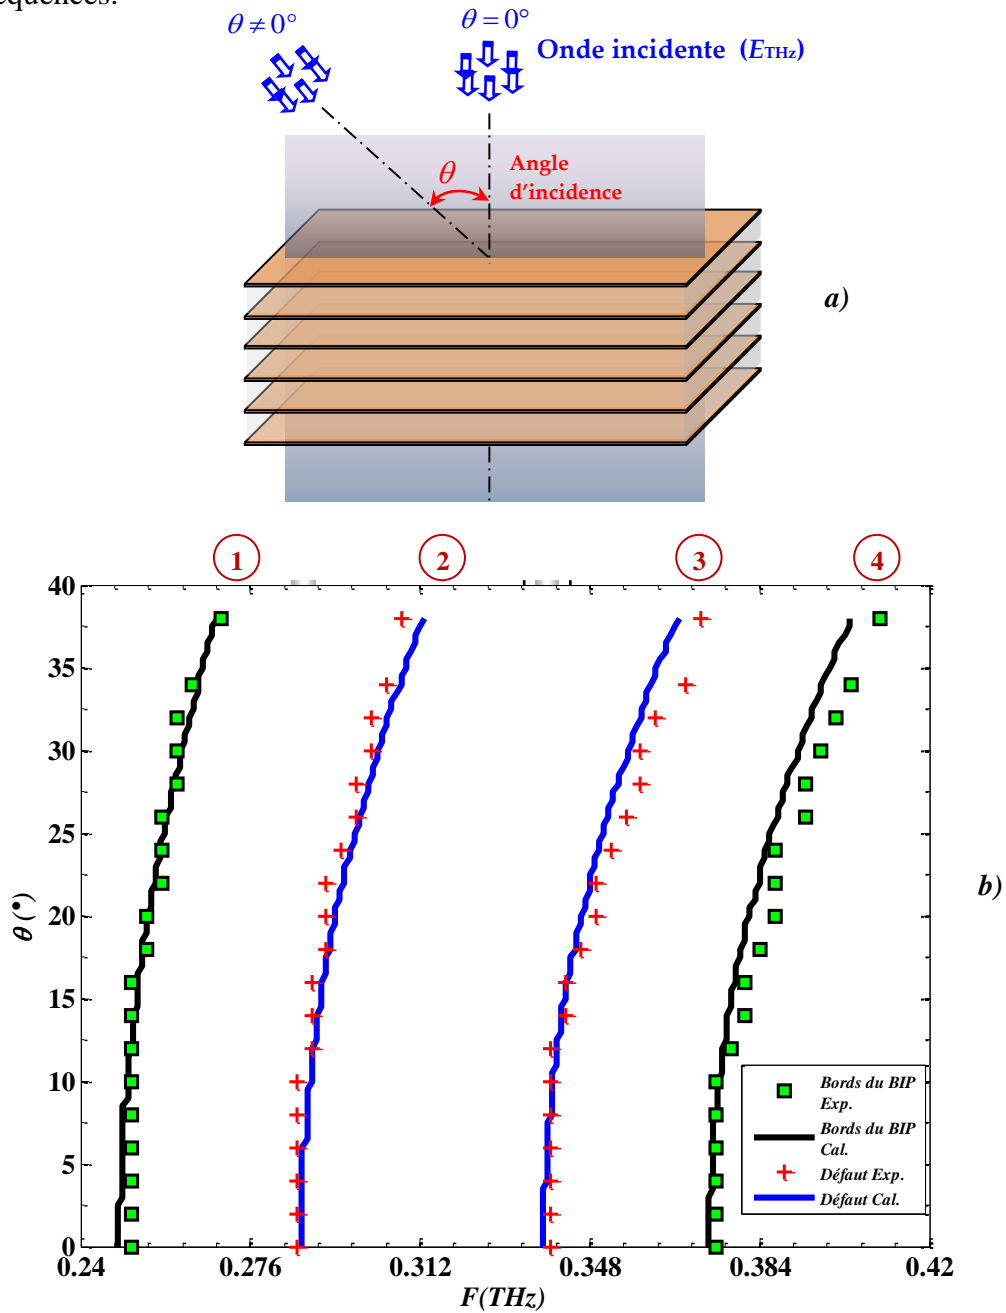 équences.
θ ≠ 0°
θ = 0°
Onde incidente (E_THz)
θ
Angle
d'incidence
a)
1
2
3
4
40
35
30
25
20
15
10
5
0
θ (°)
b)
Bords du BIP
Exp.
Bords du BIP
Cal.
Défaut Exp.
Défaut Cal.
0.24
0.276
0.312
0.348
0.384
0.42
F(THz)